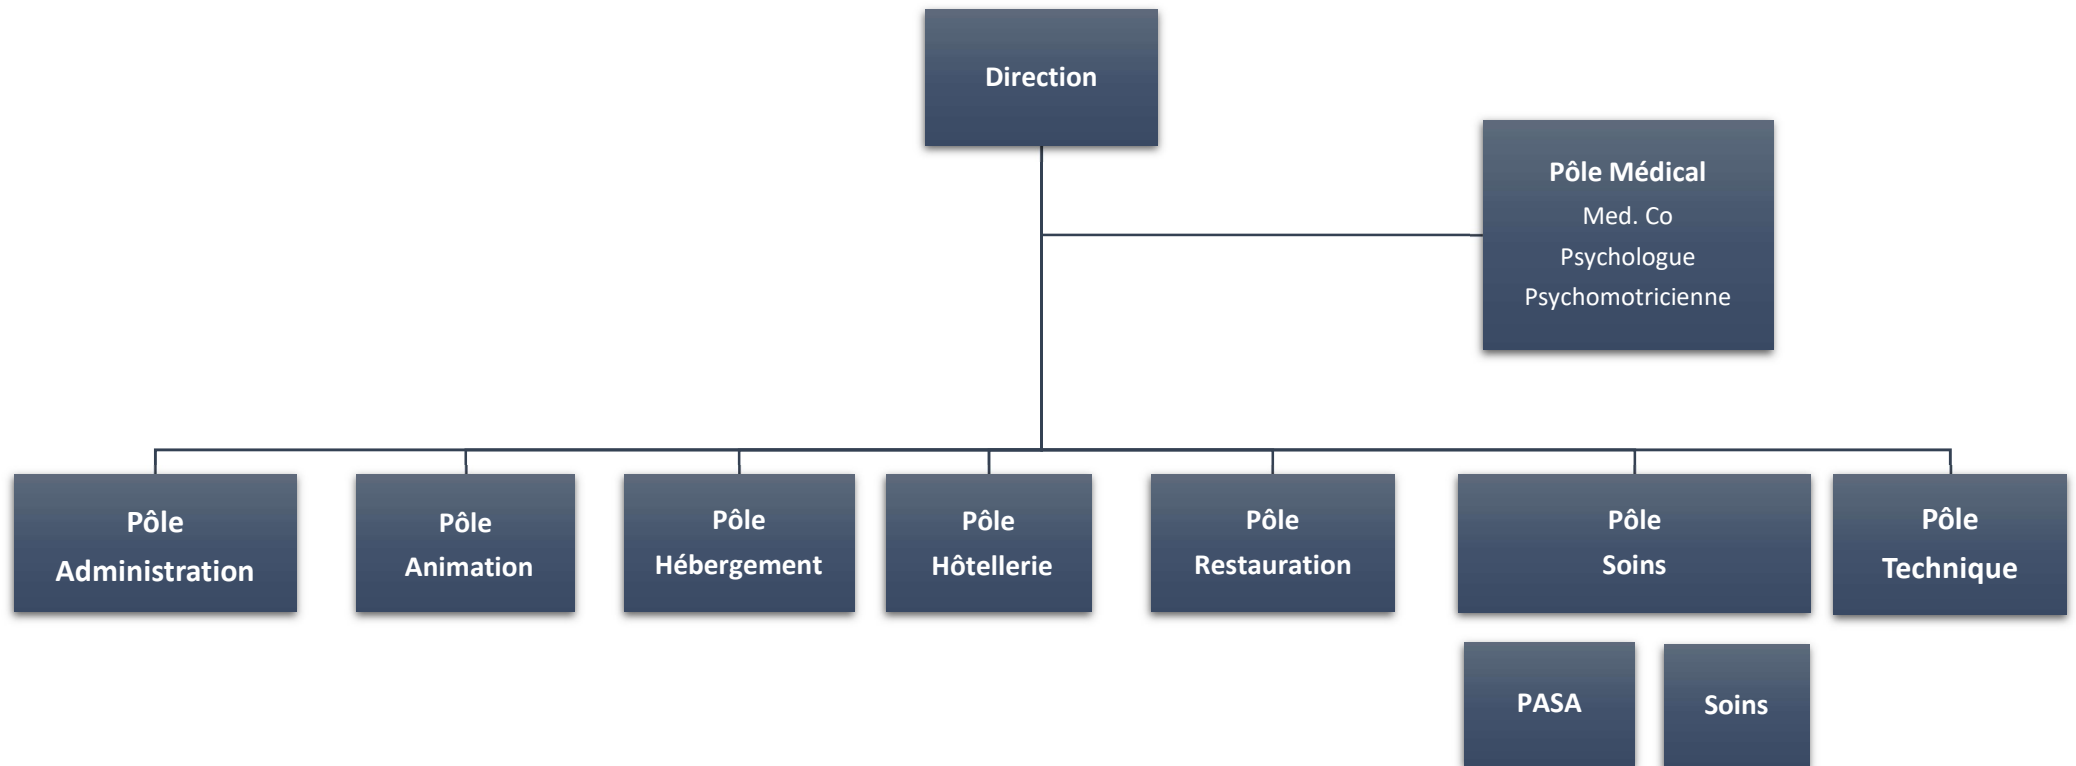 Direction
Pôle Médical
Med. Co
Psychologue
Psychomotricienne
Pôle
Administration
Pôle
Animation
Pôle
Hébergement
Pôle
Hôtellerie
Pôle
Restauration
Pôle
Soins
Pôle
Technique
PASA
Soins